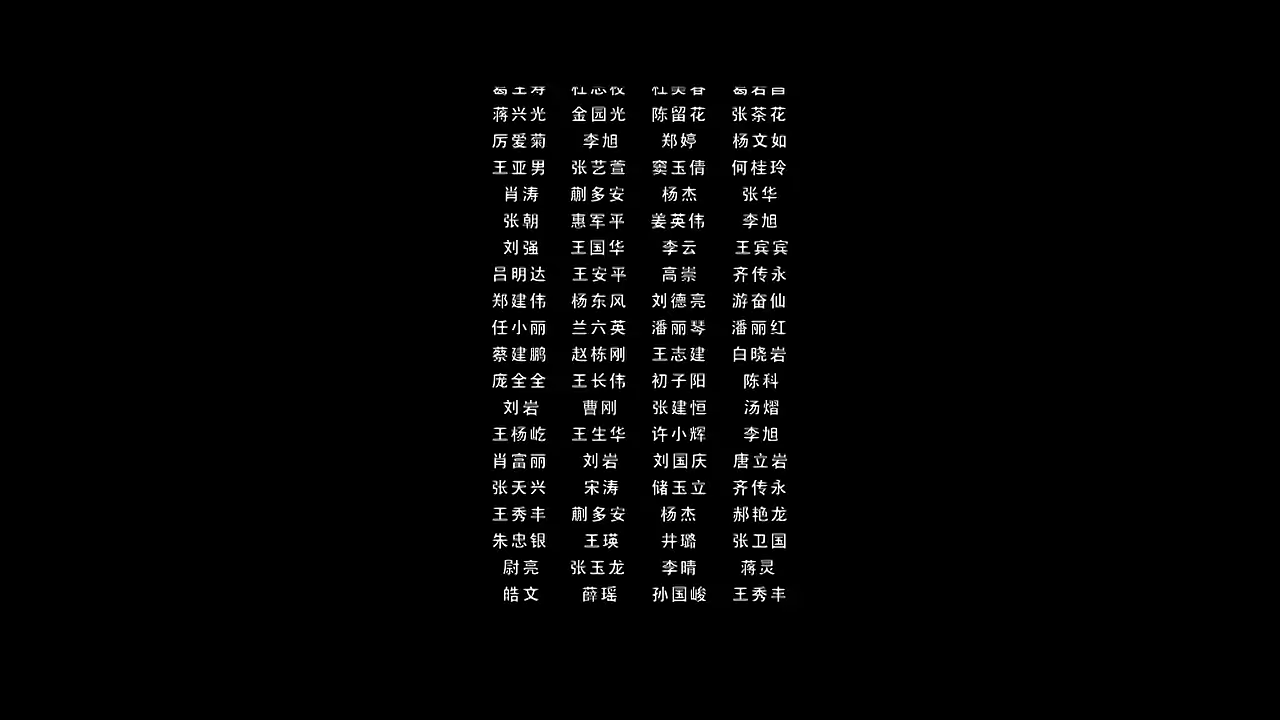 蒋兴光 金园光 陈留花 张茶花
厉爱菊 李旭 郑婷 杨文如
王亚男 张艺萱 窦玉倩 何桂玲
肖涛 蒯多安 杨杰 张华
张朝 惠军平 姜英伟 李旭
刘强 王国华 李云 王宾宾
吕明达 王安平 高崇 齐传永
郑建伟 杨东风 刘德亮 游奋仙
任小丽 兰六英 潘丽琴 潘丽红
蔡建鹏 赵栋刚 王志建 白晓岩
庞全全 王长伟 初子阳 陈科
刘岩 曹刚 张建恒 汤熠
王杨屹 王生华 许小辉 李旭
肖富丽 刘岩 刘国庆 唐立岩
张天兴 宋涛 储玉立 齐传永
王秀丰 蒯多安 杨杰 郝艳龙
朱忠银 王瑛 井璐 张卫国
尉亮 张玉龙 李晴 蒋灵
皓文 薛瑶 孙国峻 王秀丰